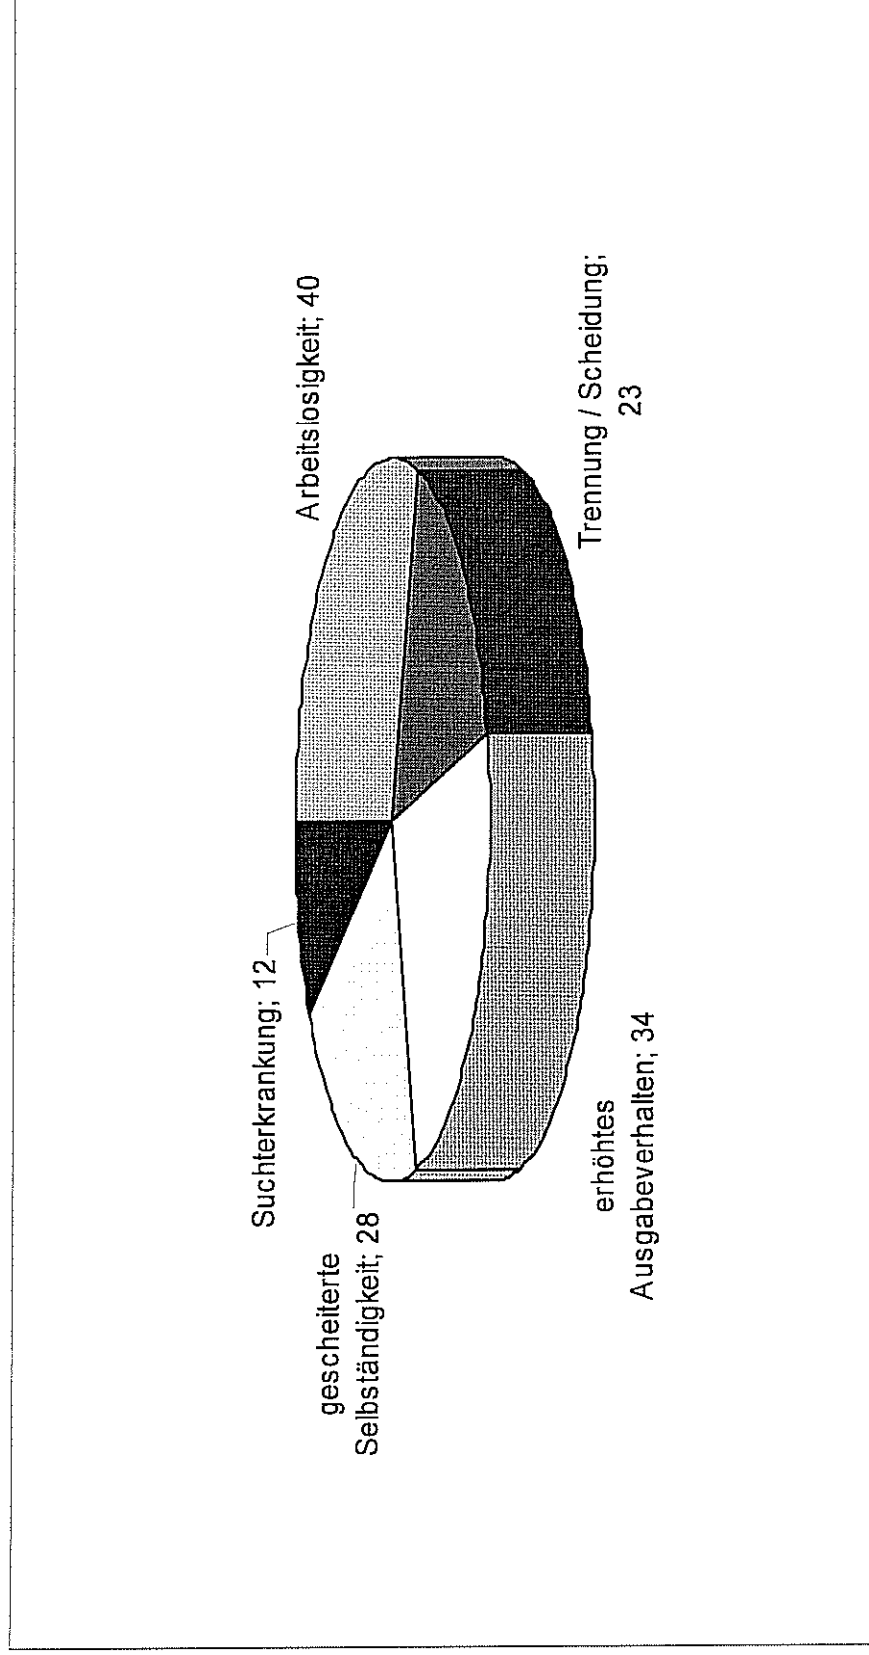 Suchterkrankung; 12
Arbeitslosigkeit; 40
gescheiterte
Selbständigkeit; 28
Trennung / Scheidung;
23
erhöhtes
Ausgabeverhalten; 34